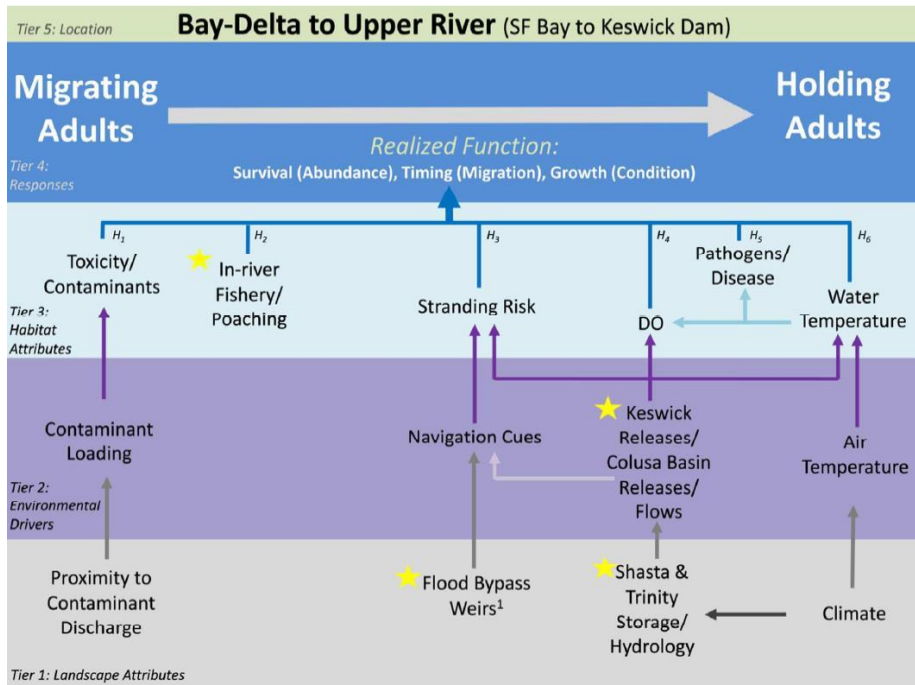 Tier 5: Location
Bay-Delta to Upper River (SF Bay to Keswick Dam)
Migrating
Adults
Holding
Adults
Realized Function:
Survival (Abundance), Timing (Migration), Growth (Condition)
Tier 4:
Responses
H1
H2
H3
H4
H5
H6
Toxicity/
Contaminants
In-river
Fishery/
Poaching
Stranding Risk
DO
Pathogens/
Disease
Water
Temperature
Tier 3:
Habitat
Attributes
Contaminant
Loading
Navigation Cues
Keswick
Releases/
Colusa Basin
Releases/
Flows
Air
Temperature
Tier 2:
Environmental
Drivers
Proximity to
Contaminant
Discharge
Flood Bypass
Weirs1
Shasta &
Trinity
Storage/
Hydrology
Climate
Tier 1: Landscape Attributes